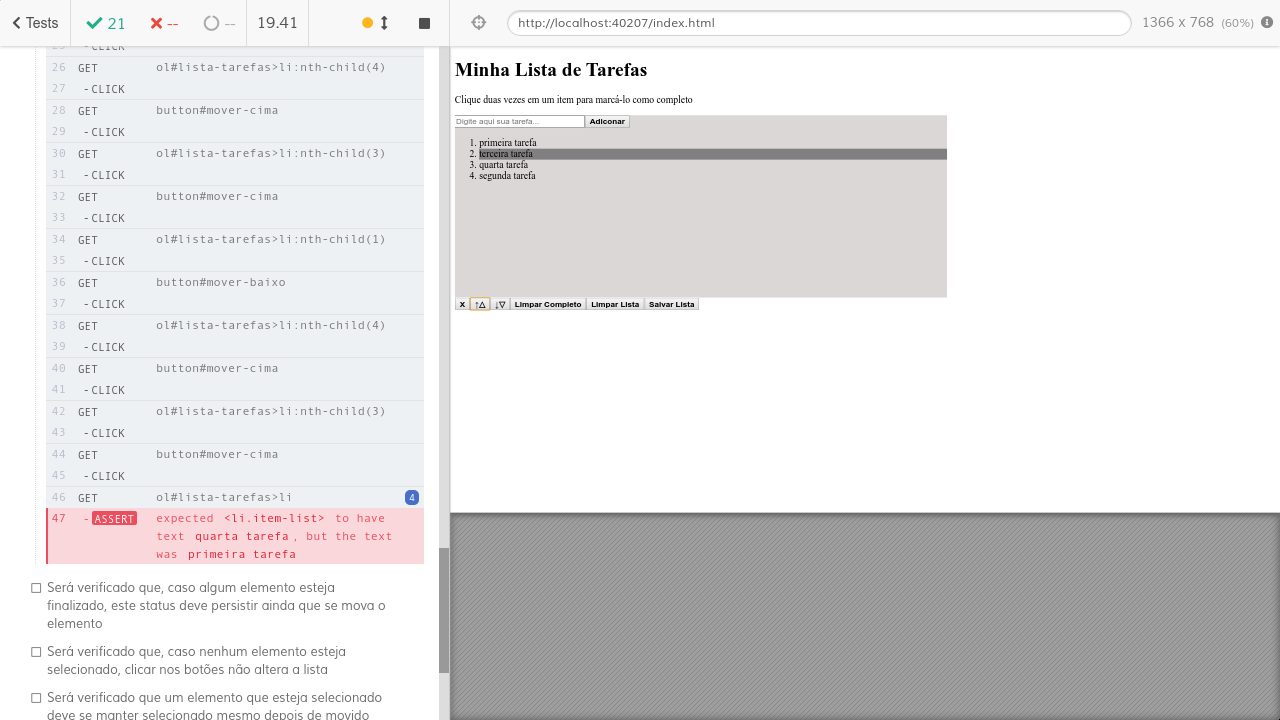 Tests 21 -- -- 19.41 http://localhost:40207/index.html 1366 x 768 (60%)
- CLICK
26 GET ol#lista-tarefas>li:nth-child(4)
27 - CLICK
28 GET button#mover-cima
29 - CLICK
30 GET ol#lista-tarefas>li:nth-child(3)
31 - CLICK
32 GET button#mover-cima
33 - CLICK
34 GET ol#lista-tarefas>li:nth-child(1)
35 - CLICK
36 GET button#mover-baixo
37 - CLICK
38 GET ol#lista-tarefas>li:nth-child(4)
39 - CLICK
40 GET button#mover-cima
41 - CLICK
42 GET ol#lista-tarefas>li:nth-child(3)
43 - CLICK
44 GET button#mover-cima
45 - CLICK
46 GET ol#lista-tarefas>li 4
47 - ASSERT expected <li.item-list> to have
text quarta tarefa, but the text
was primeira tarefa
Será verificado que, caso algum elemento esteja
finalizado, este status deve persistir ainda que se mova o
elemento
Será verificado que, caso nenhum elemento esteja
selecionado, clicar nos botões não altera a lista
Será verificado que um elemento que esteja selecionado
deve se manter selecionado mesmo depois de movido
Minha Lista de Tarefas
Clique duas vezes em um item para marcá-lo como completo
Digite aqui sua tarefa... Adiconar
1. primeira tarefa
2. terceira tarefa
3. quarta tarefa
4. segunda tarefa
X ↑△ ↓▽ Limpar Completo Limpar Lista Salvar Lista